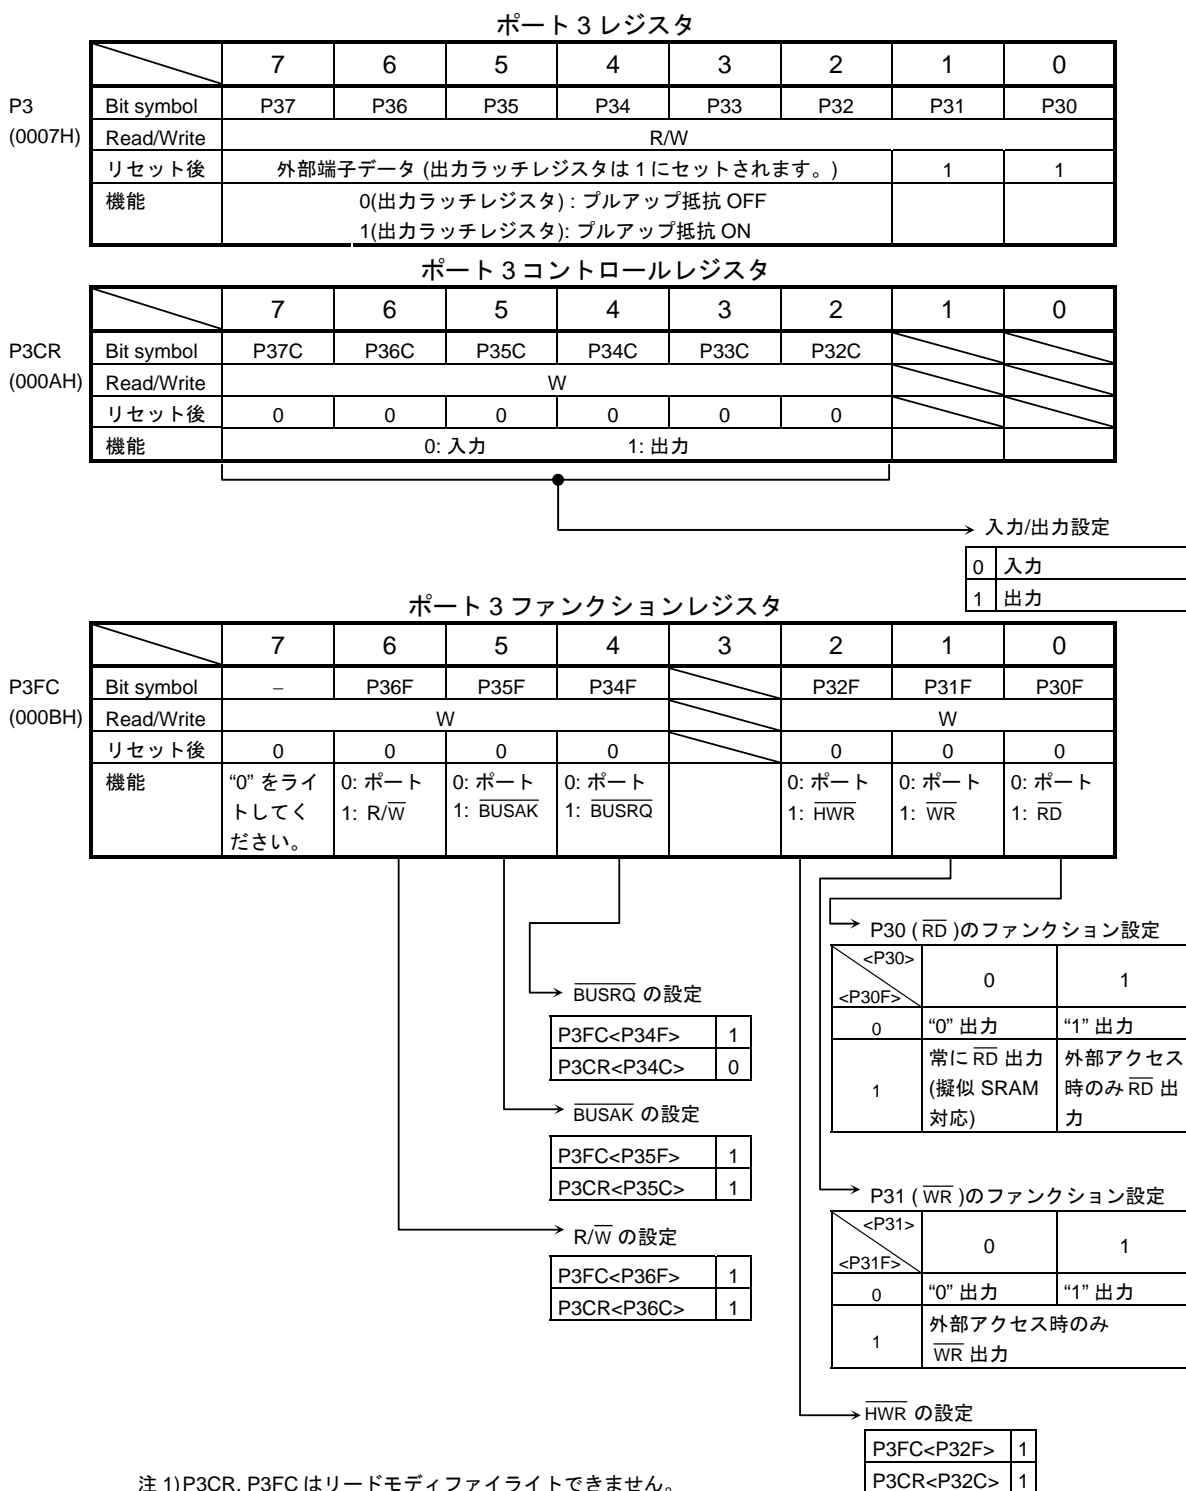 ポート 3 レジスタ
7 6 5 4 3 2 1 0
P3 Bit symbol P37 P36 P35 P34 P33 P32 P31 P30
(0007H) Read/Write R/W
リセット後 外部端子データ (出力ラッチレジスタは 1 にセットされます。) 1 1
機能 0(出力ラッチレジスタ) : プルアップ抵抗 OFF
1(出力ラッチレジスタ): プルアップ抵抗 ON
ポート 3 コントロールレジスタ
7 6 5 4 3 2 1 0
P3CR Bit symbol P37C P36C P35C P34C P33C P32C
(000AH) Read/Write W
リセット後 0 0 0 0 0 0
機能 0: 入力 1: 出力
入力/出力設定
0 入力
1 出力
ポート 3 ファンクションレジスタ
7 6 5 4 3 2 1 0
P3FC Bit symbol – P36F P35F P34F P32F P31F P30F
(000BH) Read/Write W W
リセット後 0 0 0 0 0 0 0
機能 “0” をライ 0: ポート 0: ポート 0: ポート 0: ポート 0: ポート 0: ポート
トしてく 1: R/W̅ 1: B̅U̅S̅A̅K̅ 1: B̅U̅S̅R̅Q̅ 1: H̅W̅R̅ 1: W̅R̅ 1: R̅D̅
ださい。
P30 ( R̅D̅ )のファンクション設定
<P30> 0 1
<P30F>
0 “0” 出力 “1” 出力
1 常に R̅D̅ 出力 外部アクセス
(擬似 SRAM 時のみ R̅D̅ 出
対応) 力
B̅U̅S̅R̅Q̅ の設定
P3FC<P34F> 1
P3CR<P34C> 0
B̅U̅S̅A̅K̅ の設定
P3FC<P35F> 1
P3CR<P35C> 1
R/W̅ の設定
P3FC<P36F> 1
P3CR<P36C> 1
P31 ( W̅R̅ )のファンクション設定
<P31> 0 1
<P31F>
0 “0” 出力 “1” 出力
1 外部アクセス時のみ
W̅R̅ 出力
H̅W̅R̅ の設定
P3FC<P32F> 1
P3CR<P32C> 1
注 1) P3CR, P3FC はリードモディファイライトできません。